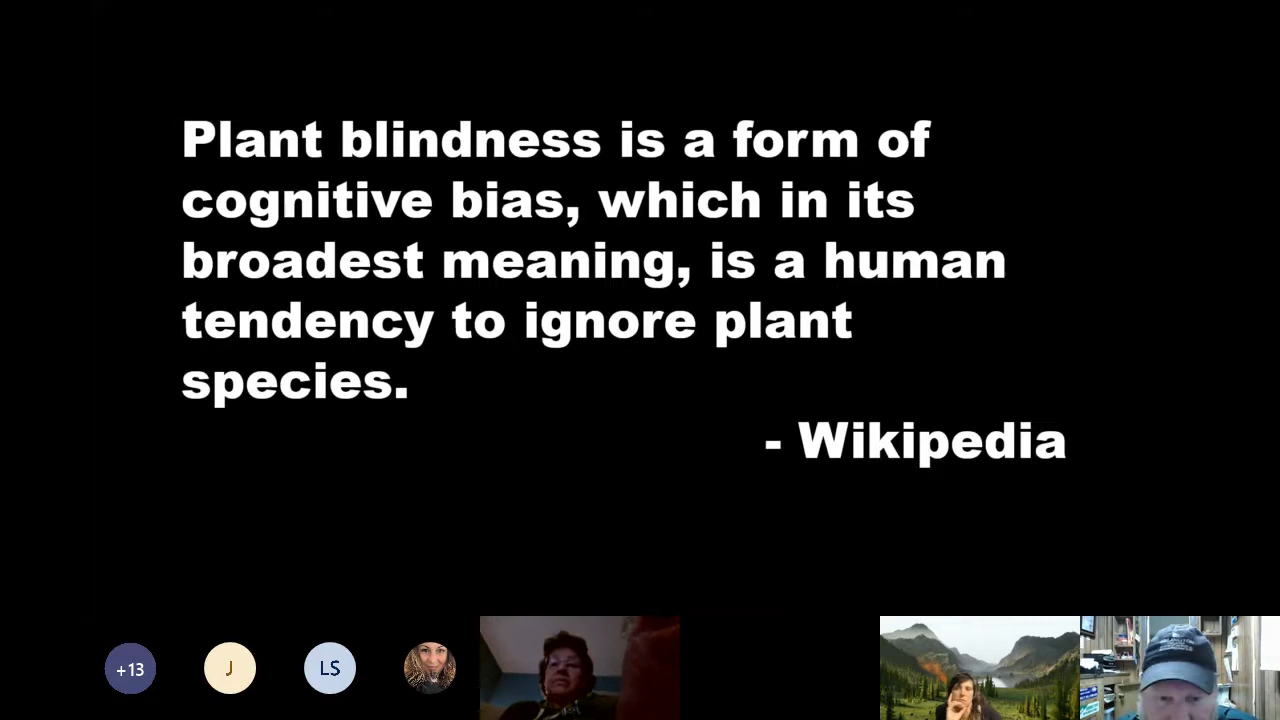 Plant blindness is a form of
cognitive bias, which in its
broadest meaning, is a human
tendency to ignore plant
species.
- Wikipedia
+13
J
LS